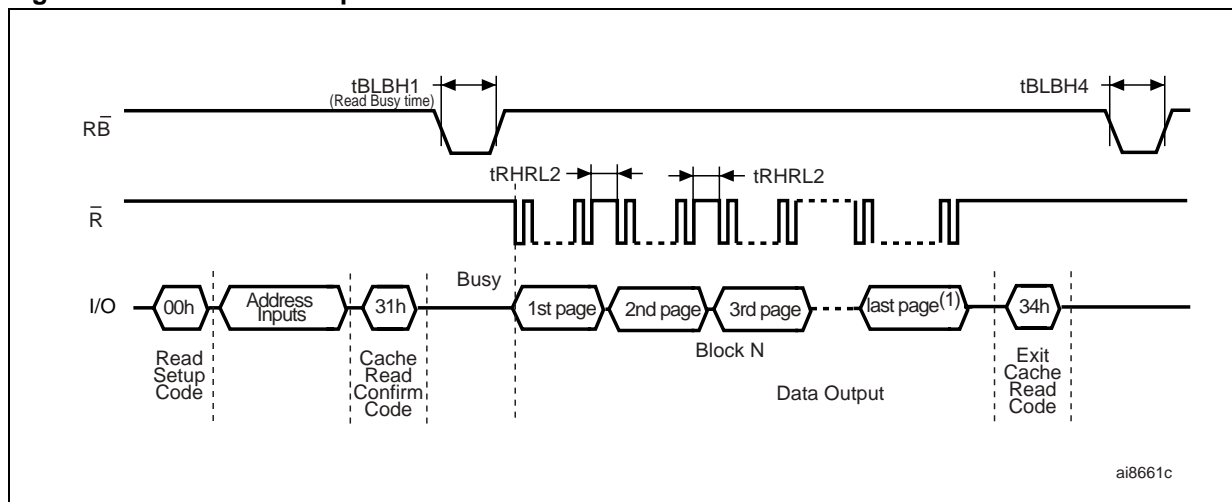 tBLBH1
(Read Busy time)
tBLBH4
RB̅
tRHRL2
tRHRL2
R̅
Busy
I/O
00h
Address
Inputs
31h
1st page
2nd page
3rd page
last page(1)
34h
Read
Setup
Code
Cache
Read
Confirm
Code
Block N
Data Output
Exit
Cache
Read
Code
ai8661c